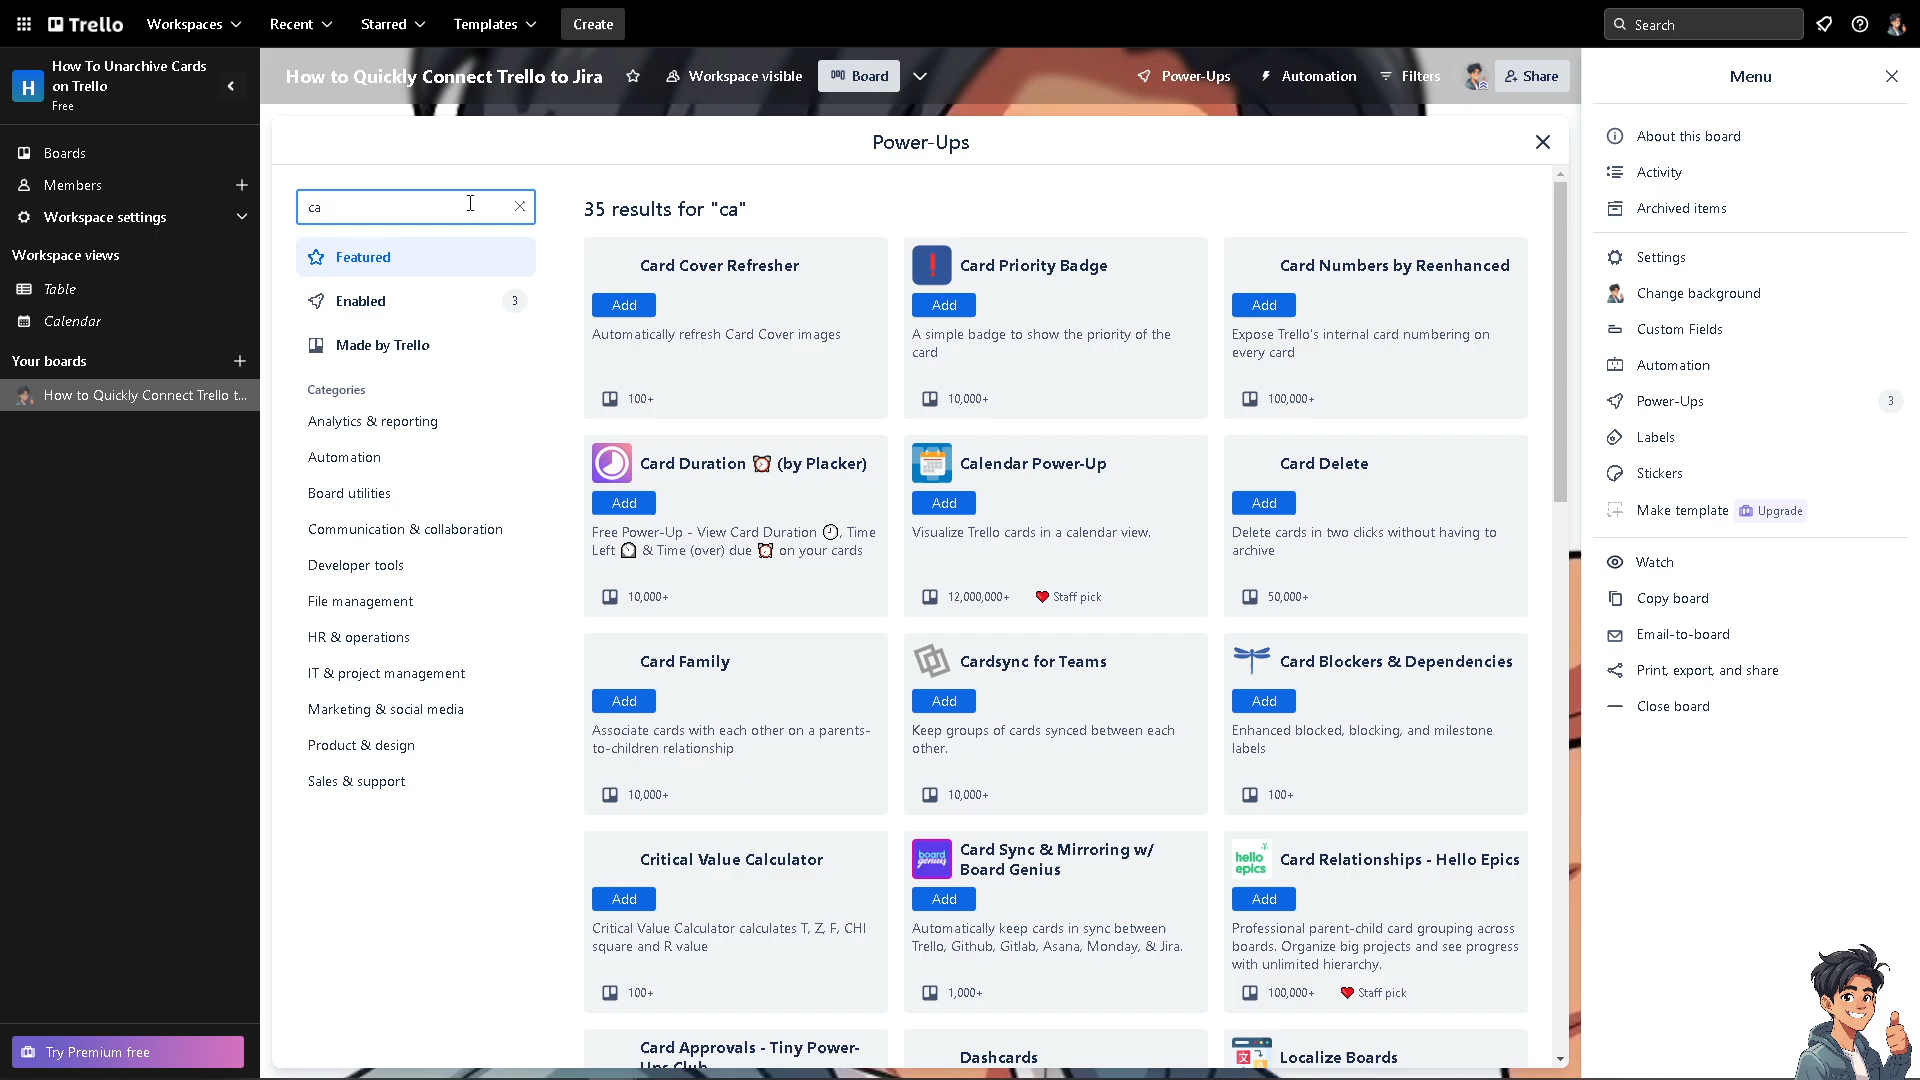 Trello
Workspaces
Recent
Starred
Templates
Create
Search
H
How To Unarchive Cards
on Trello
Free
Boards
Members
Workspace settings
Workspace views
Table
Calendar
Your boards
How to Quickly Connect Trello t...
Try Premium free
How to Quickly Connect Trello to Jira
Workspace visible
Board
Power-Ups
Automation
Filters
Share
Power-Ups
ca
Featured
Enabled
3
Made by Trello
Categories
Analytics & reporting
Automation
Board utilities
Communication & collaboration
Developer tools
File management
HR & operations
IT & project management
Marketing & social media
Product & design
Sales & support
35 results for "ca"
Card Cover Refresher
Add
Automatically refresh Card Cover images
100+
Card Priority Badge
Add
A simple badge to show the priority of the
card
10,000+
Card Numbers by Reenhanced
Add
Expose Trello's internal card numbering on
every card
100,000+
Card Duration ⏰ (by Placker)
Add
Free Power-Up - View Card Duration 🕗, Time
Left 🕰 & Time (over) due ⏰ on your cards
10,000+
Calendar Power-Up
Add
Visualize Trello cards in a calendar view.
12,000,000+
Staff pick
Card Delete
Add
Delete cards in two clicks without having to
archive
50,000+
Card Family
Add
Associate cards with each other on a parents-
to-children relationship
10,000+
Cardsync for Teams
Add
Keep groups of cards synced between each
other.
10,000+
Card Blockers & Dependencies
Add
Enhanced blocked, blocking, and milestone
labels
100+
Critical Value Calculator
Add
Critical Value Calculator calculates T, Z, F, CHI
square and R value
100+
board
genius
Card Sync & Mirroring w/
Board Genius
Add
Automatically keep cards in sync between
Trello, Github, Gitlab, Asana, Monday, & Jira.
1,000+
hello
epics
Card Relationships - Hello Epics
Add
Professional parent-child card grouping across
boards. Organize big projects and see progress
with unlimited hierarchy.
100,000+
Staff pick
Card Approvals - Tiny Power-
Ups Club
Dashcards
Localize Boards
Menu
About this board
Activity
Archived items
Settings
Change background
Custom Fields
Automation
Power-Ups
3
Labels
Stickers
Make template
Upgrade
Watch
Copy board
Email-to-board
Print, export, and share
Close board